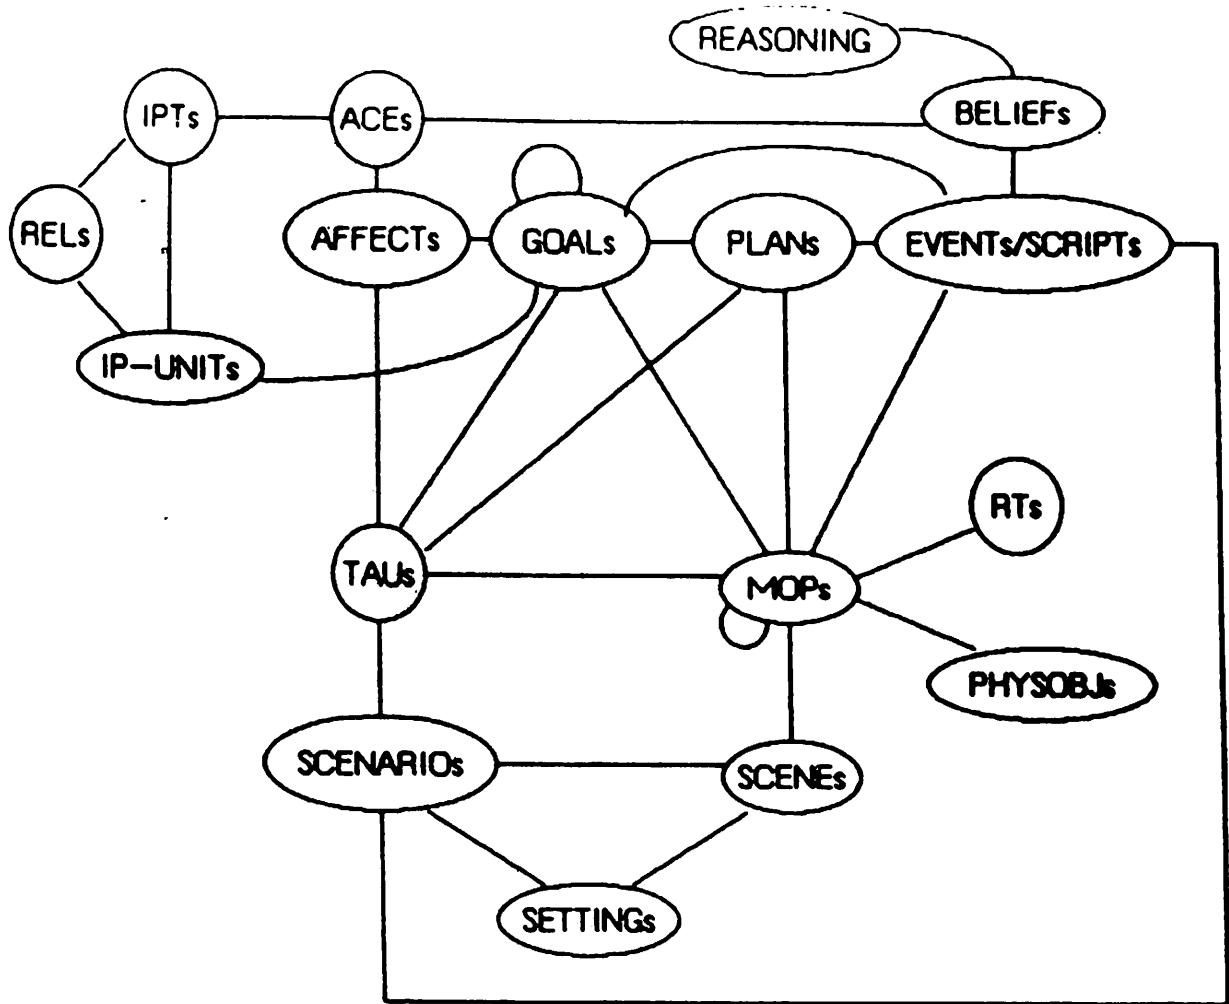 REASONING
IPTs
ACEs
BELIEFs
RELs
AFFECTs
GOALs
PLANs
EVENTs/SCRIPTs
IP-UNITs
RTs
TAUs
MOPs
PHYSOBJs
SCENARIOs
SCENEs
SETTINGs